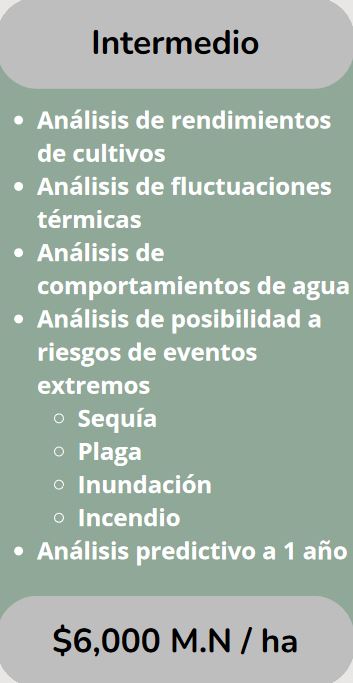 Intermedio
• Análisis de rendimientos
de cultivos
• Análisis de fluctuaciones
térmicas
• Análisis de
comportamientos de agua
• Análisis de posibilidad a
riesgos de eventos
extremos
○ Sequía
○ Plaga
○ Inundación
○ Incendio
• Análisis predictivo a 1 año
$6,000 M.N / ha